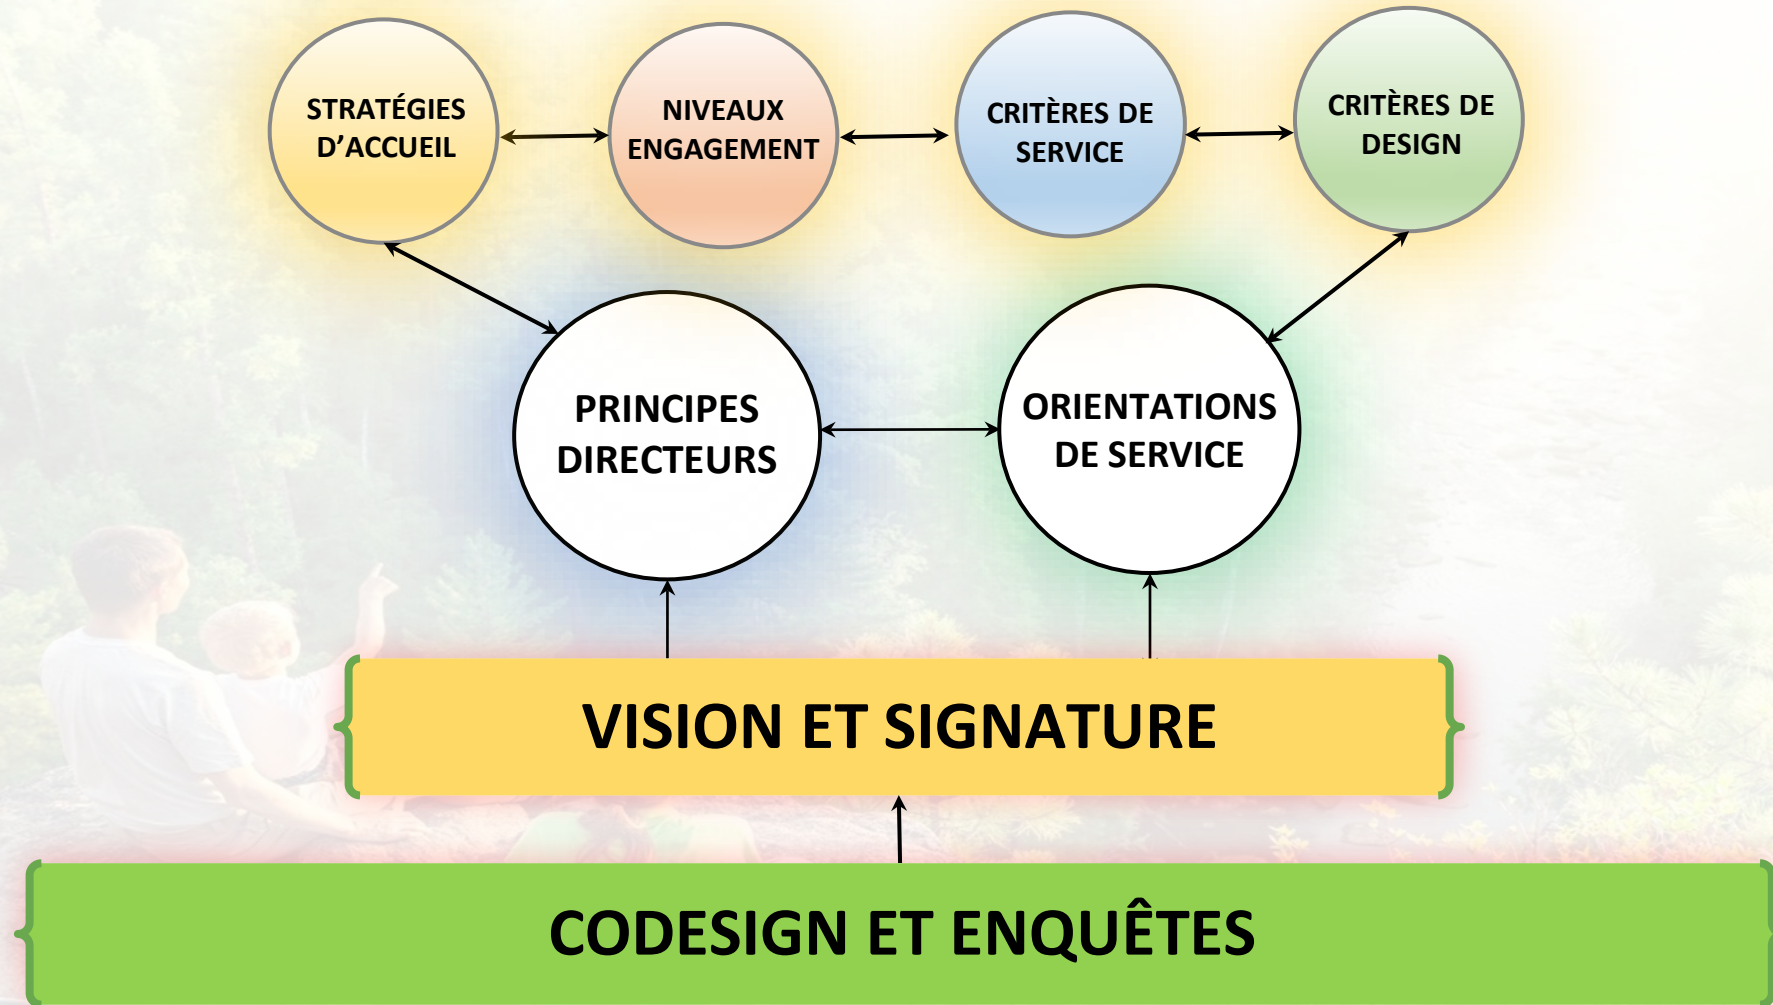 STRATÉGIES
D’ACCUEIL
NIVEAUX
ENGAGEMENT
CRITÈRES DE
SERVICE
CRITÈRES DE
DESIGN
PRINCIPES
DIRECTEURS
ORIENTATIONS
DE SERVICE
VISION ET SIGNATURE
CODESIGN ET ENQUÊTES